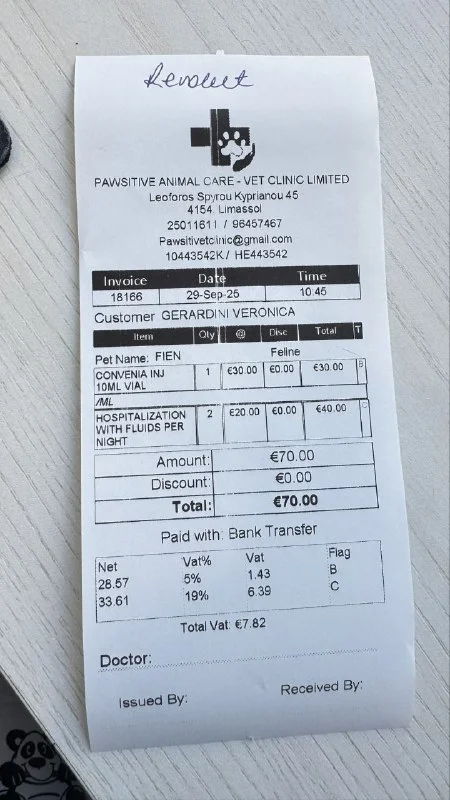 Revolut
PAWSITIVE ANIMAL CARE - VET CLINIC LIMITED
Leoforos Spyrou Kyprianou 45
4154, Limassol
25011611 / 96457467
Pawsitivetclinic@gmail.com
10443542K / HE443542
Invoice Date Time
18166 29-Sep-25 10:45
Customer GERARDINI VERONICA
Item Qty @ Disc Total T
Pet Name: FIEN Feline
CONVENIA INJ 1 €30.00 €0.00 €30.00 B
10ML VIAL
/ML
HOSPITALIZATION 2 €20.00 €0.00 €40.00 C
WITH FLUIDS PER
NIGHT
Amount: €70.00
Discount: €0.00
Total: €70.00
Paid with: Bank Transfer
Net Vat% Vat Flag
28.57 5% 1.43 B
33.61 19% 6.39 C
Total Vat: €7.82
Doctor:
Issued By: Received By: